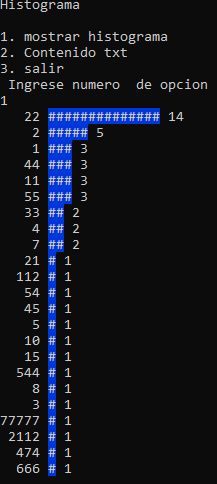 Histograma

1. mostrar histograma
2. Contenido txt
3. salir
 Ingrese numero  de opcion
1
   22 ############## 14
    2 ##### 5
    1 ### 3
   44 ### 3
   11 ### 3
   55 ### 3
   33 ## 2
    4 ## 2
    7 ## 2
   21 # 1
  112 # 1
   54 # 1
   45 # 1
    5 # 1
   10 # 1
   15 # 1
  544 # 1
    8 # 1
    3 # 1
77777 # 1
 2112 # 1
  474 # 1
  666 # 1